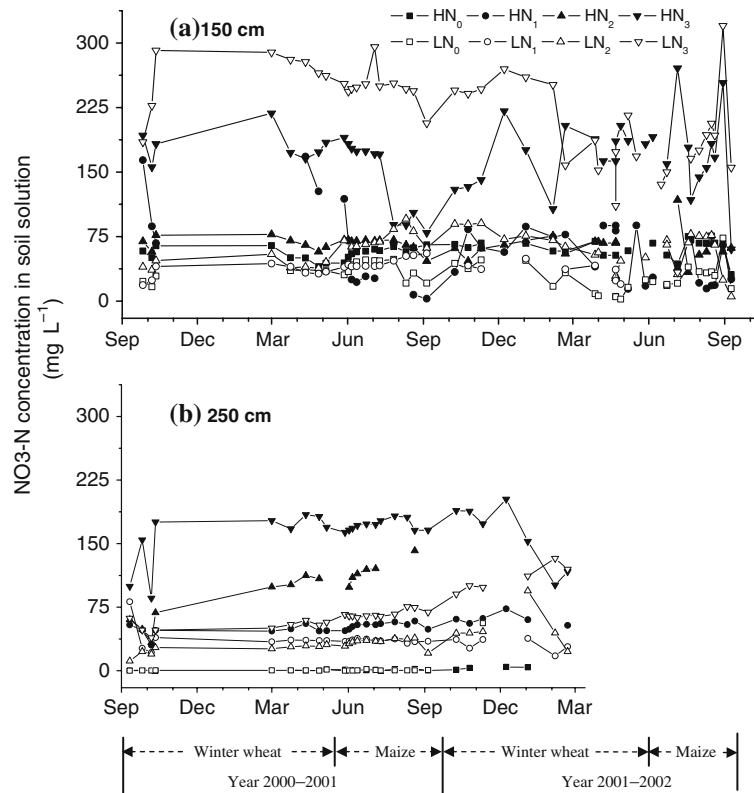 (a) 150 cm
HN0 HN1 HN2 HN3
LN0 LN1 LN2 LN3
300
225
150
75
0
Sep Dec Mar Jun Sep Dec Mar Jun Sep
NO3-N concentration in soil solution
(mg L−1)
(b) 250 cm
300
225
150
75
0
Sep Dec Mar Jun Sep Dec Mar
Winter wheat Maize Winter wheat Maize
Year 2000–2001 Year 2001–2002